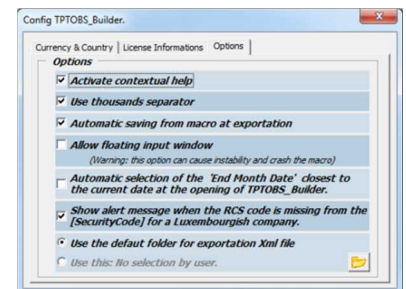 Config TPTOBS_Builder.
Currency & Country
License Informations
Options
Options
Activate contextual help
Use thousands separator
Automatic saving from macro at exportation
Allow floating input window
(Warning: this option can cause instability and crash the macro)
Automatic selection of the 'End Month Date' closest to
the current date at the opening of TPTOBS_Builder.
Show alert message when the RCS code is missing from the
[SecurityCode] for a Luxembourgish company.
Use the defaut folder for exportation Xml file
Use this: No selection by user.